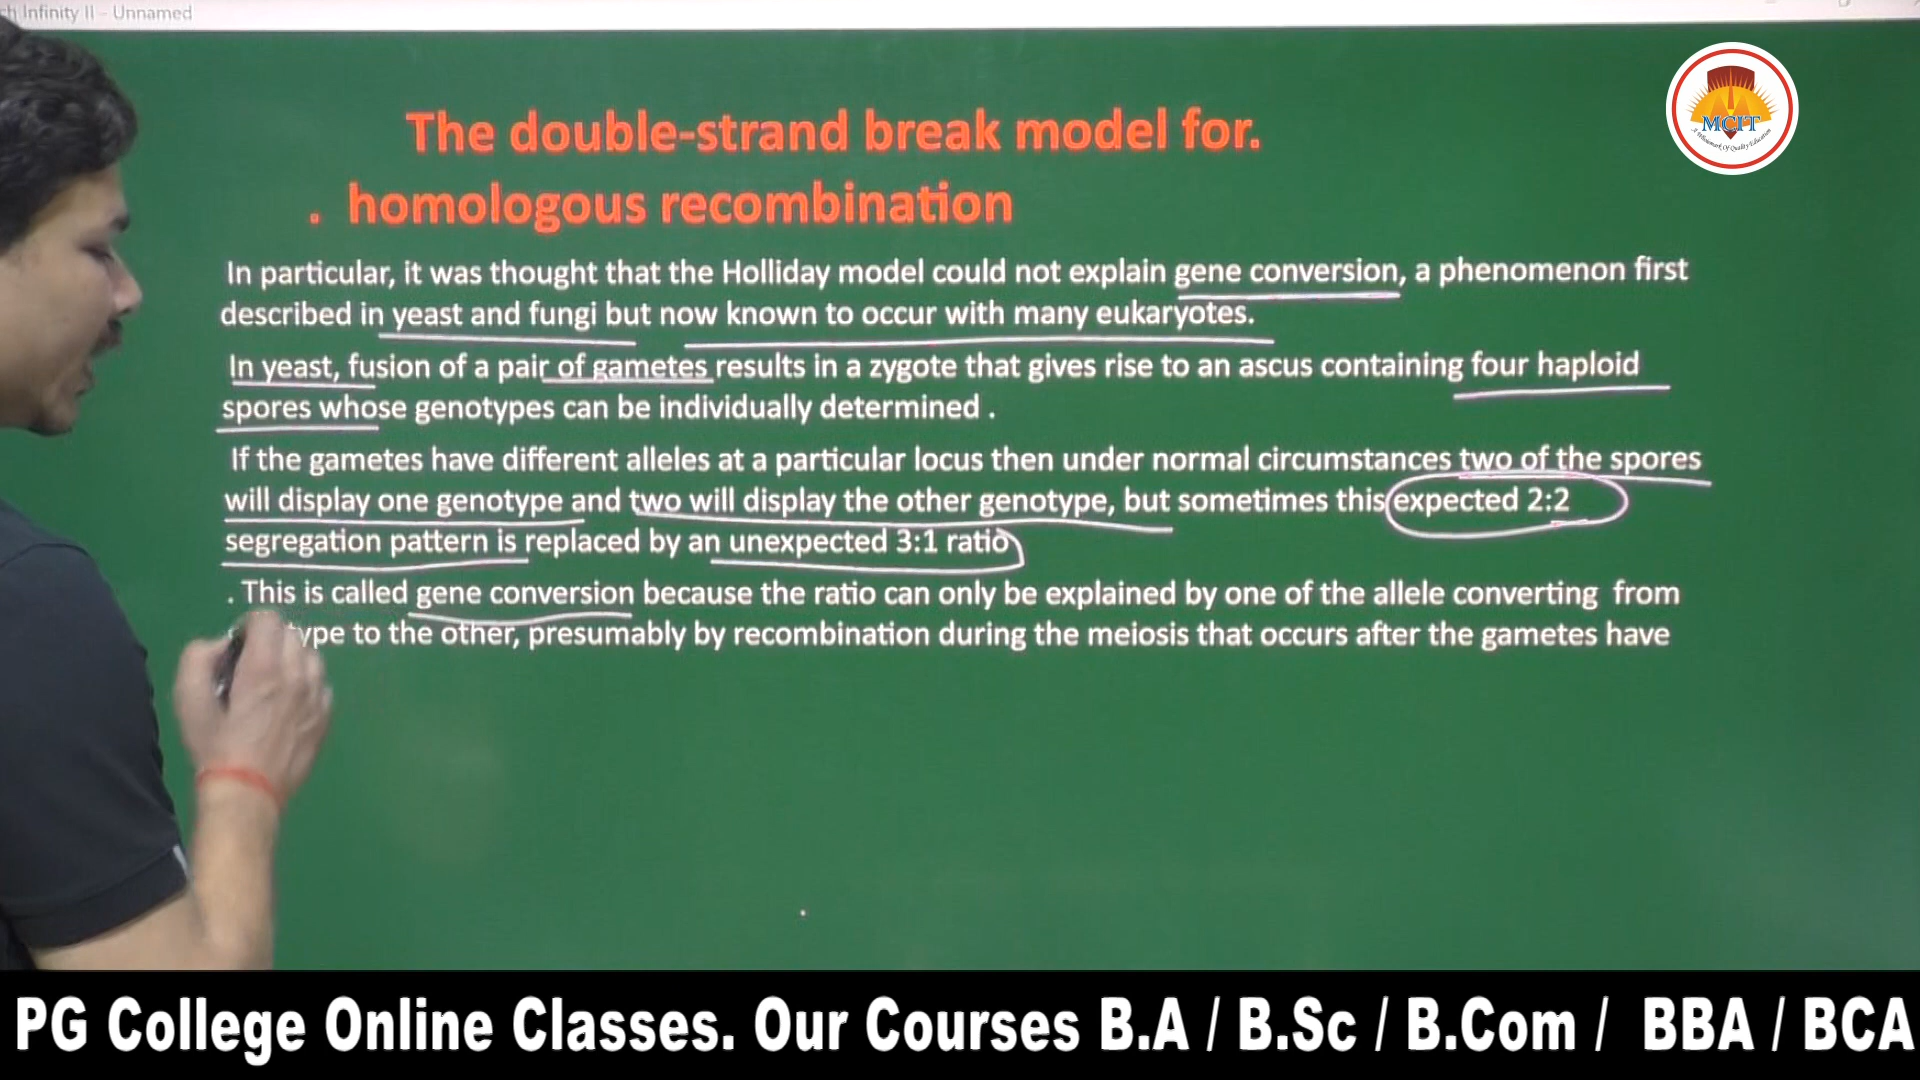 ch Infinity II - Unnamed
MCIT
The double-strand break model for.
. homologous recombination
In particular, it was thought that the Holliday model could not explain gene conversion, a phenomenon first
described in yeast and fungi but now known to occur with many eukaryotes.
In yeast, fusion of a pair of gametes results in a zygote that gives rise to an ascus containing four haploid
spores whose genotypes can be individually determined .
If the gametes have different alleles at a particular locus then under normal circumstances two of the spores
will display one genotype and two will display the other genotype, but sometimes this expected 2:2
segregation pattern is replaced by an unexpected 3:1 ratio
. This is called gene conversion because the ratio can only be explained by one of the allele converting from
type to the other, presumably by recombination during the meiosis that occurs after the gametes have
PG College Online Classes. Our Courses B.A / B.Sc / B.Com / BBA / BCA